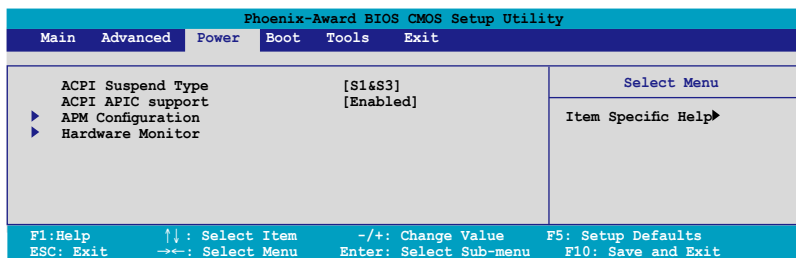 Phoenix-Award BIOS CMOS Setup Utility
Main Advanced Power Boot Tools Exit
ACPI Suspend Type [S1&S3]
ACPI APIC support [Enabled]
APM Configuration
Hardware Monitor
Select Menu
Item Specific Help
F1:Help ↑↓: Select Item -/+: Change Value F5: Setup Defaults
ESC: Exit →←: Select Menu Enter: Select Sub-menu F10: Save and Exit